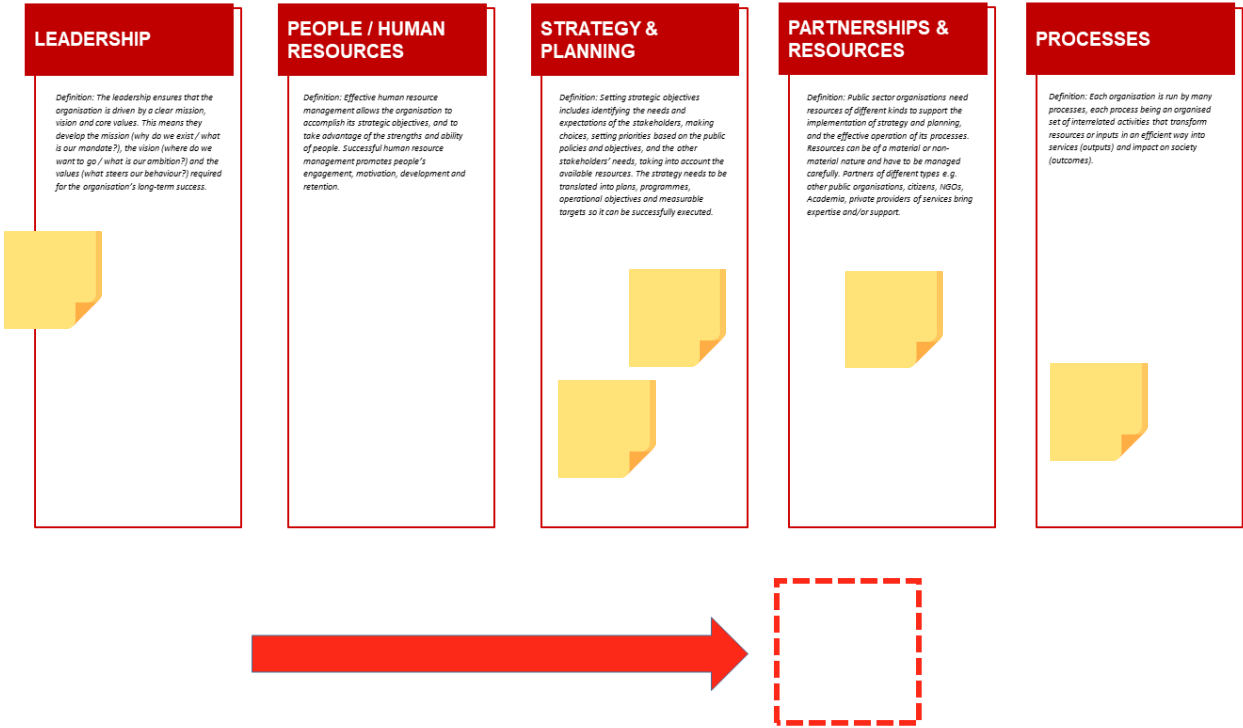 LEADERSHIP
Definition: The leadership ensures that the
organisation is driven by a clear mission,
vision and core values. This means they
develop the mission (why do we exist / what
is our mandate?), the vision (where do we
want to go / what is our ambition?) and the
values (what steers our behaviour?) required
for the organisation's long-term success.
PEOPLE / HUMAN
RESOURCES
Definition: Effective human resource
management allows the organisation to
accomplish its strategic objectives, and to
take advantage of the strengths and ability
of people. Successful human resource
management promotes people's
engagement, motivation, development and
retention.
STRATEGY &
PLANNING
Definition: Setting strategic objectives
includes identifying the needs and
expectations of the stakeholders, making
choices, setting priorities based on the public
policies and objectives, and the other
stakeholders' needs, taking into account the
available resources. The strategy needs to be
translated into plans, programmes,
operational objectives and measurable
targets so it can be successfully executed.
PARTNERSHIPS &
RESOURCES
Definition: Public sector organisations need
resources of different kinds to support the
implementation of strategy and planning,
and the effective operation of its processes.
Resources can be of a material or non-
material nature and have to be managed
carefully. Partners of different types e.g.
other public organisations, citizens, NGOs,
Academia, private providers of services bring
expertise and/or support.
PROCESSES
Definition: Each organisation is run by many
processes, each process being an organised
set of interrelated activities that transform
resources or inputs in an efficient way into
services (outputs) and impact on society
(outcomes).